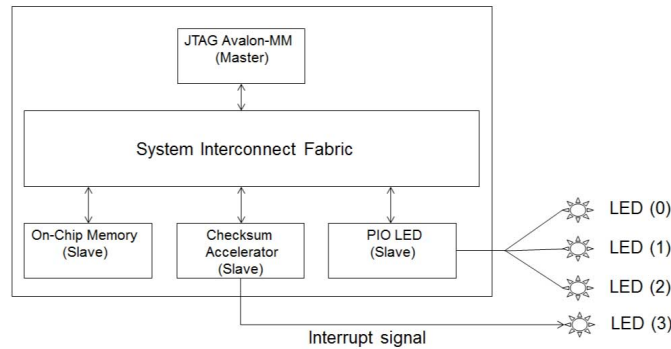 JTAG Avalon-MM
(Master)
System Interconnect Fabric
On-Chip Memory
(Slave)
Checksum
Accelerator
(Slave)
PIO LED
(Slave)
LED (0)
LED (1)
LED (2)
LED (3)
Interrupt signal